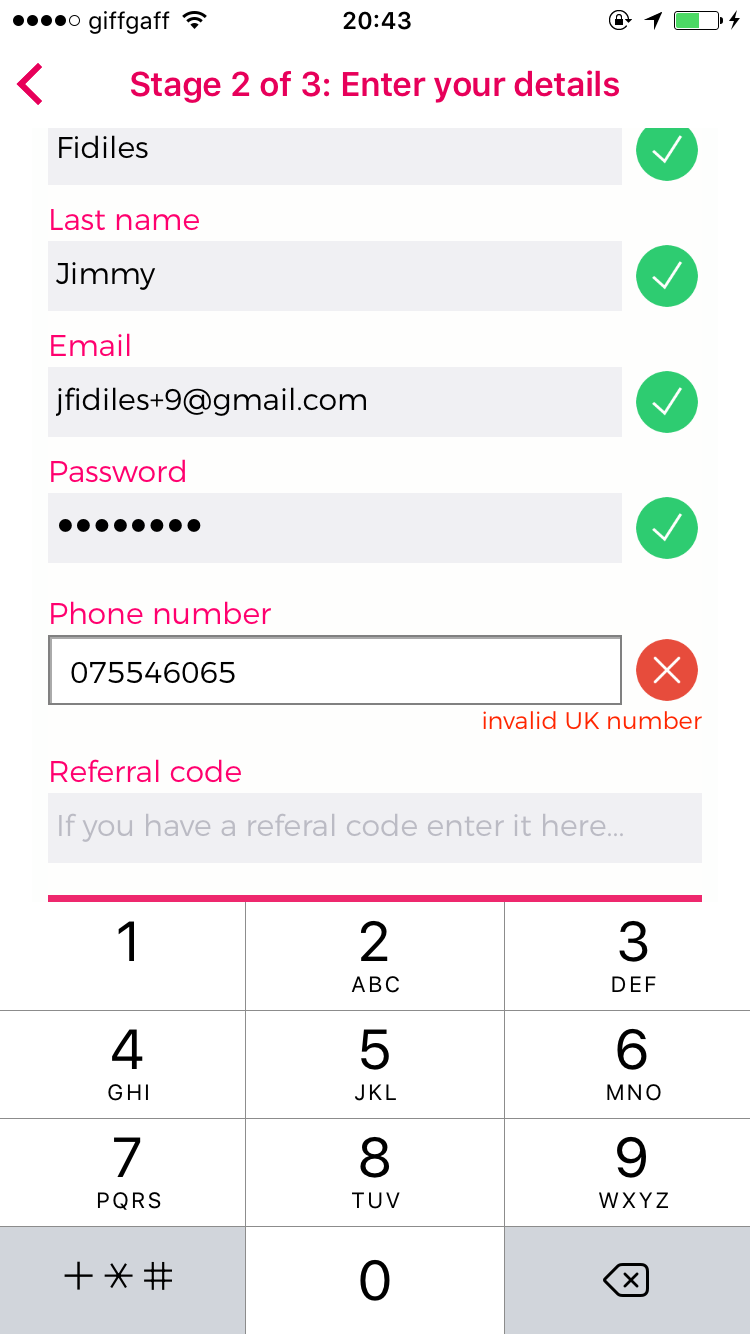 giffgaff 20:43
Stage 2 of 3: Enter your details
Fidiles
Last name
Jimmy
Email
jfidiles+9@gmail.com
Password
••••••••
Phone number
075546065
invalid UK number
Referral code
If you have a referal code enter it here...
1 2 3
ABC DEF
4 5 6
GHI JKL MNO
7 8 9
PQRS TUV WXYZ
+ * # 0